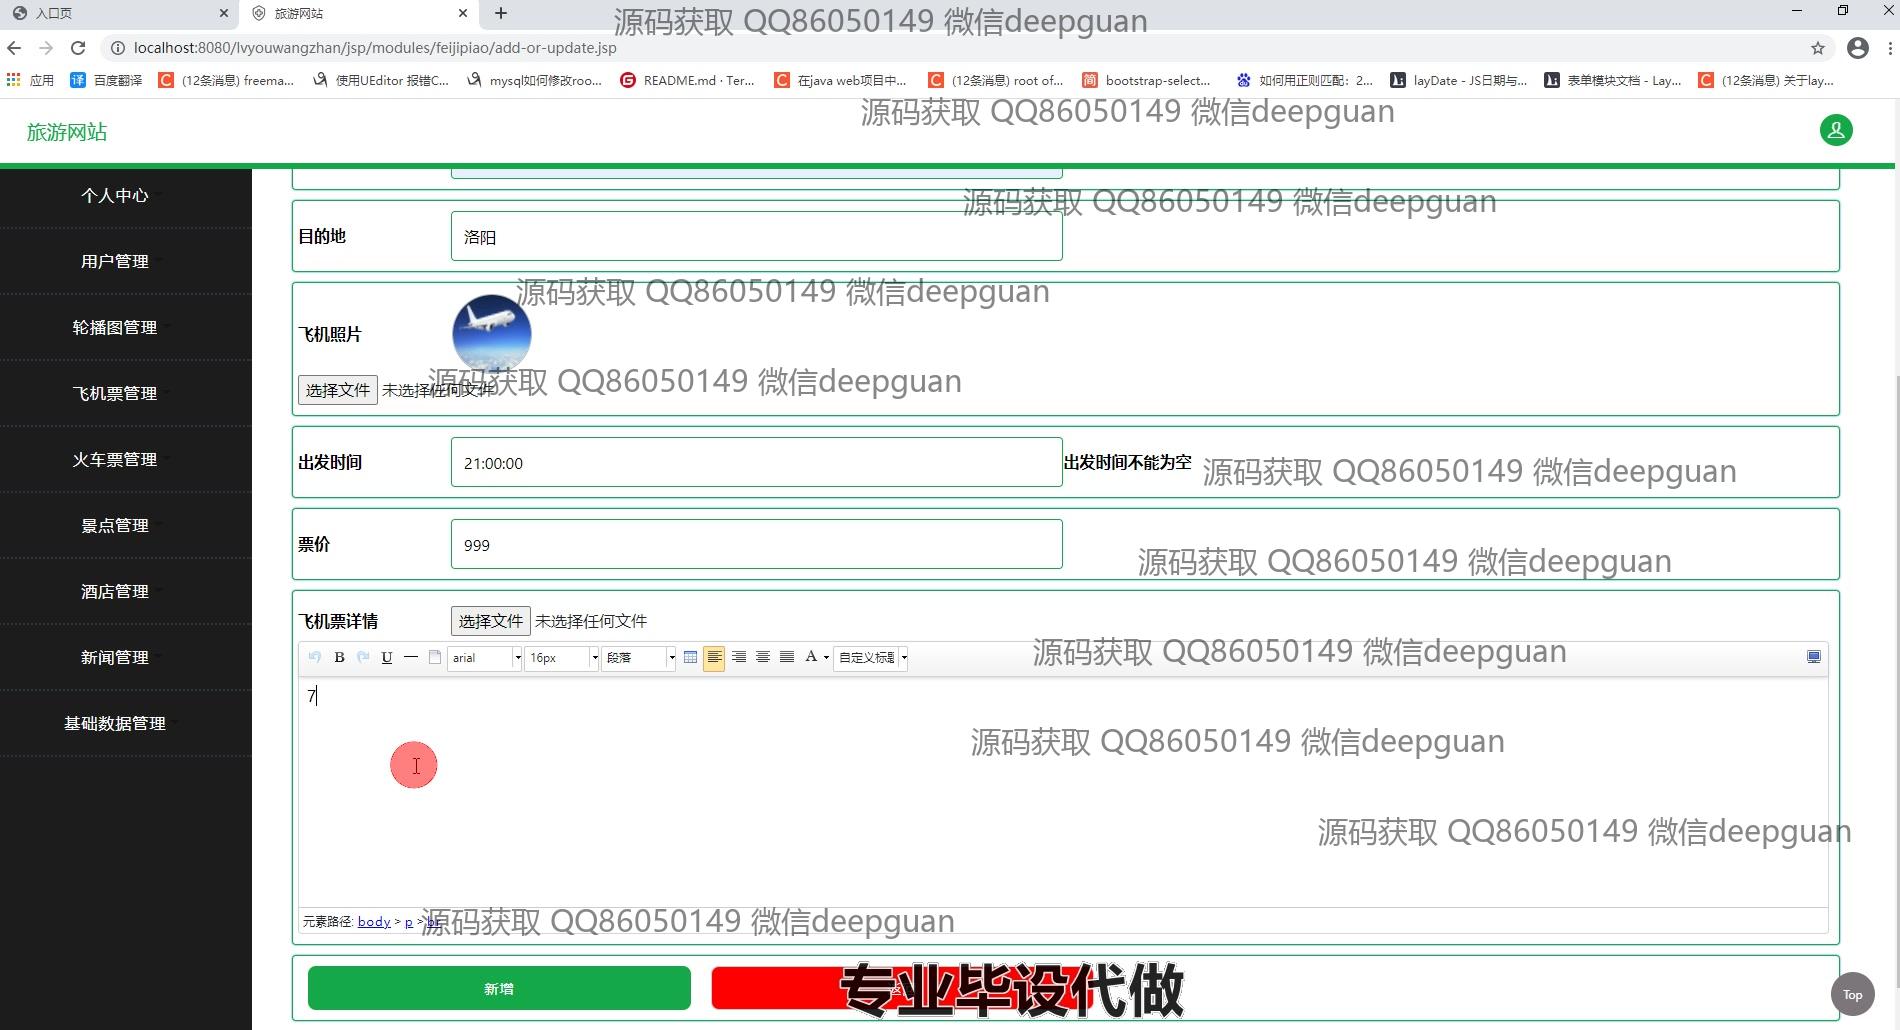 入口页
旅游网站
源码获取 QQ86050149 微信deepguan
localhost:8080/lvyouwangzhan/jsp/modules/feijipiao/add-or-update.jsp
应用
百度翻译
(12条消息) freema...
使用UEditor 报错C...
mysql如何修改roo...
README.md · Ter...
在java web项目中...
(12条消息) root of...
bootstrap-select...
如何用正则匹配：2...
layDate - JS日期与...
表单模块文档 - Lay...
(12条消息) 关于lay...
源码获取 QQ86050149 微信deepguan
旅游网站
个人中心
用户管理
轮播图管理
飞机票管理
火车票管理
景点管理
酒店管理
新闻管理
基础数据管理
源码获取 QQ86050149 微信deepguan
目的地
洛阳
源码获取 QQ86050149 微信deepguan
飞机照片
源码获取 QQ86050149 微信deepguan
选择文件 未选择任何文件
出发时间
21:00:00
出发时间不能为空
源码获取 QQ86050149 微信deepguan
票价
999
源码获取 QQ86050149 微信deepguan
飞机票详情
选择文件 未选择任何文件
源码获取 QQ86050149 微信deepguan
B U arial 16px 段落 A 自定义标题
7
源码获取 QQ86050149 微信deepguan
源码获取 QQ86050149 微信deepguan
元素路径: body > p > br
源码获取 QQ86050149 微信deepguan
新增
专业毕设代做
Top